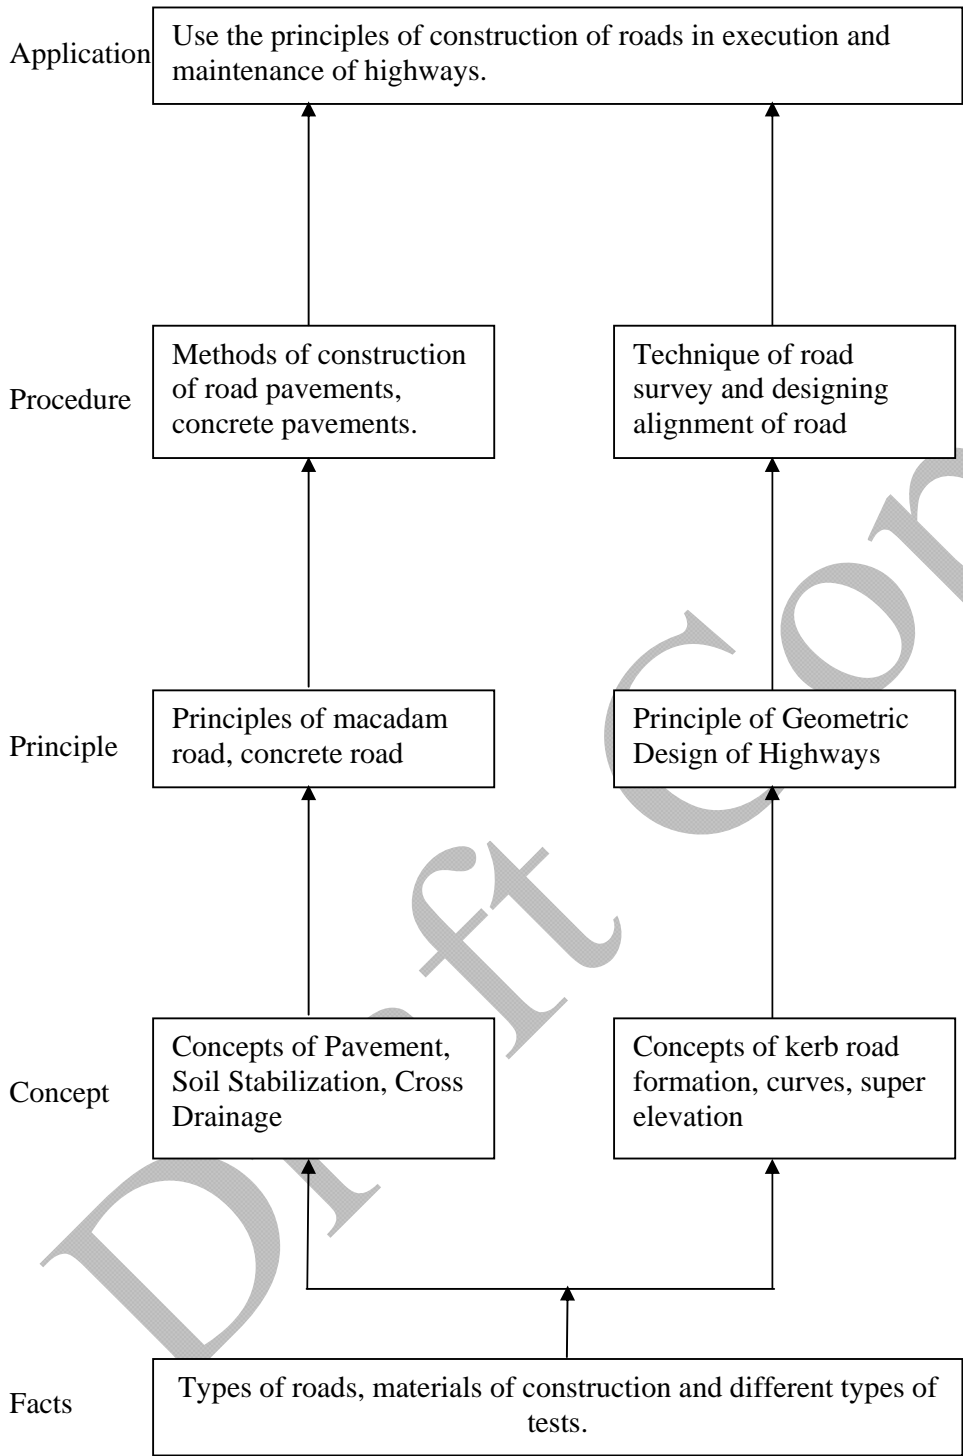 Application
Use the principles of construction of roads in execution and
maintenance of highways.
Procedure
Methods of construction
of road pavements,
concrete pavements.
Technique of road
survey and designing
alignment of road
Principle
Principles of macadam
road, concrete road
Principle of Geometric
Design of Highways
Concept
Concepts of Pavement,
Soil Stabilization, Cross
Drainage
Concepts of kerb road
formation, curves, super
elevation
Facts
Types of roads, materials of construction and different types of
tests.
Draft